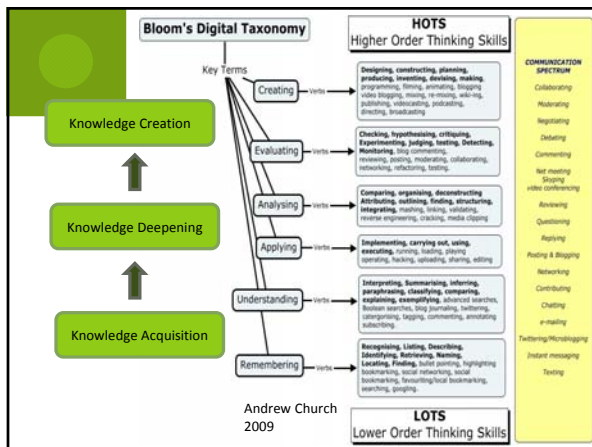 Bloom's Digital Taxonomy
HOTS
Higher Order Thinking Skills
Key Terms
Creating
Verbs
Designing, constructing, planning,
producing, inventing, devising, making,
programming, filming, animating, blogging
video blogging, mixing, re-mixing, wiki-ing,
publishing, videocasting, podcasting,
directing, broadcasting
Evaluating
Verbs
Checking, hypothesising, critiquing,
Experimenting, judging, testing, Detecting,
Monitoring, blog commenting,
reviewing, posting, moderating, collaborating,
networking, refactoring, testing.
Analysing
Verbs
Comparing, organising, deconstructing
Attributing, outlining, finding, structuring,
integrating, mashing, linking, validating,
reverse engineering, cracking, media clipping
Applying
Verbs
Implementing, carrying out, using,
executing, running, loading, playing
operating, hacking, uploading, sharing, editing
Understanding
Verbs
Interpreting, Summarising, inferring,
paraphrasing, classifying, comparing,
explaining, exemplifying, advanced searches,
Boolean searches, blog journaling, twittering,
catergorising, tagging, commenting, annotating
subscribing.
Remembering
Verbs
Recognising, Listing, Describing,
Identifying, Retrieving, Naming,
Locating, Finding, bullet pointing, highlighting
bookmarking, social networking, social
bookmarking, favouriting/local bookmarking,
searching, googling.
LOTS
Lower Order Thinking Skills
Knowledge Creation
Knowledge Deepening
Knowledge Acquisition
Andrew Church
2009
COMMUNICATION
SPECTRUM
Collaborating
Moderating
Negotiating
Debating
Commenting
Net meeting
Skyping
video conferencing
Reviewing
Questioning
Replying
Posting & Blogging
Networking
Contributing
Chatting
e-mailing
Twittering/Microblogging
Instant messaging
Texting